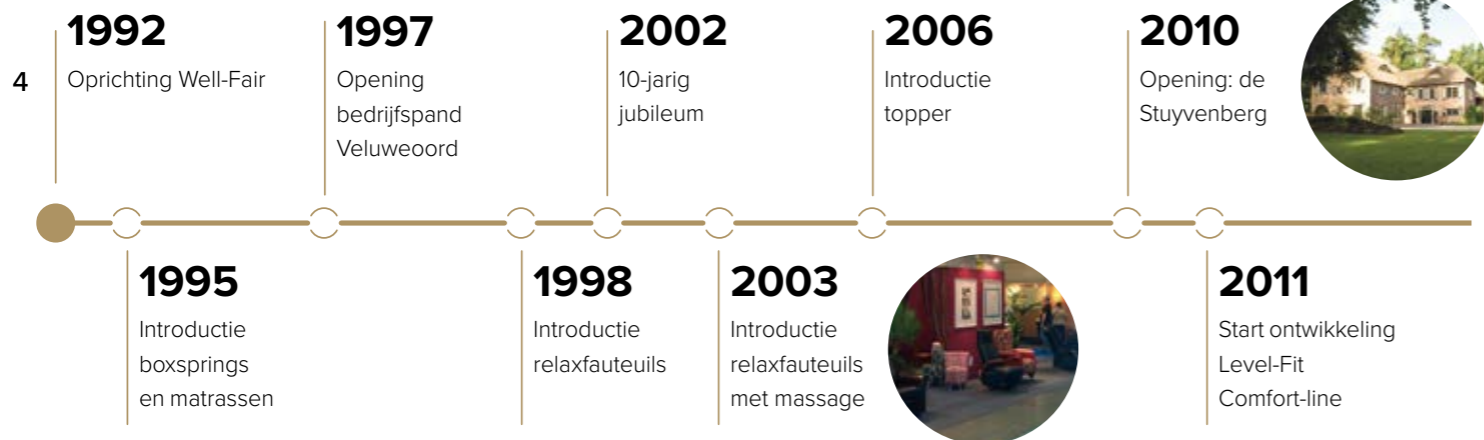 4
1992
Oprichting Well-Fair
1995
Introductie
boxsprings
en matrassen
1997
Opening
bedrijfspand
Veluweoord
1998
Introductie
relaxfauteuils
2002
10-jarig
jubileum
2003
Introductie
relaxfauteuils
met massage
2006
Introductie
topper
2010
Opening: de
Stuyvenberg
2011
Start ontwikkeling
Level-Fit
Comfort-line